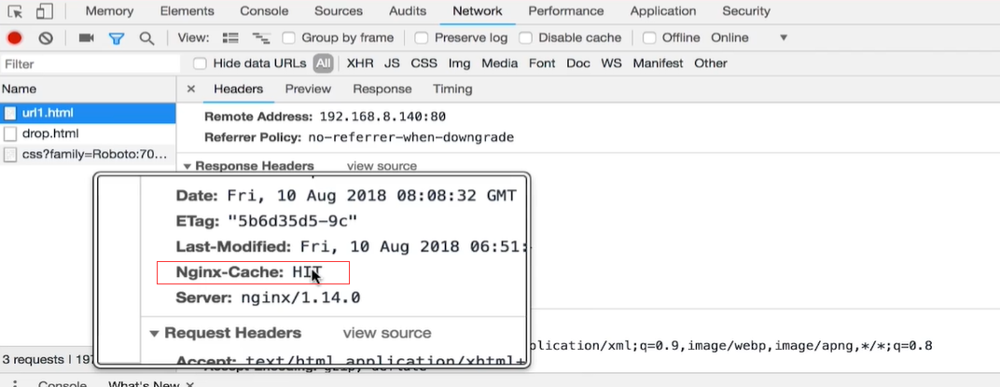 Memory Elements Console Sources Audits Network Performance Application Security
View: Group by frame Preserve log Disable cache Offline Online
Filter Hide data URLs All XHR JS CSS Img Media Font Doc WS Manifest Other
Name × Headers Preview Response Timing
url1.html
drop.html
css?family=Roboto:70...
Remote Address: 192.168.8.140:80
Referrer Policy: no-referrer-when-downgrade
Response Headers view source
Date: Fri, 10 Aug 2018 08:08:32 GMT
ETag: "5b6d35d5-9c"
Last-Modified: Fri, 10 Aug 2018 06:51:
Nginx-Cache: HIT
Server: nginx/1.14.0
Request Headers view source
Accept: text/html,application/xhtml+
plication/xml;q=0.9,image/webp,image/apng,*/*;q=0.8
3 requests | 197
Console What's New ×